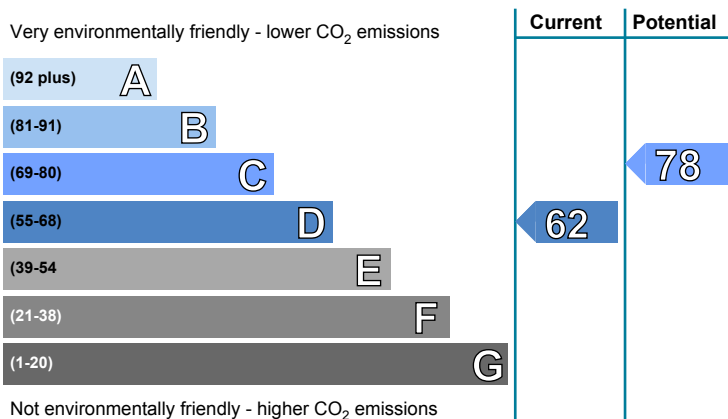 Current Potential
Very environmentally friendly - lower CO2 emissions
(92 plus) A
(81-91) B
(69-80) C 78
(55-68) D 62
(39-54 E
(21-38) F
(1-20) G
Not environmentally friendly - higher CO2 emissions